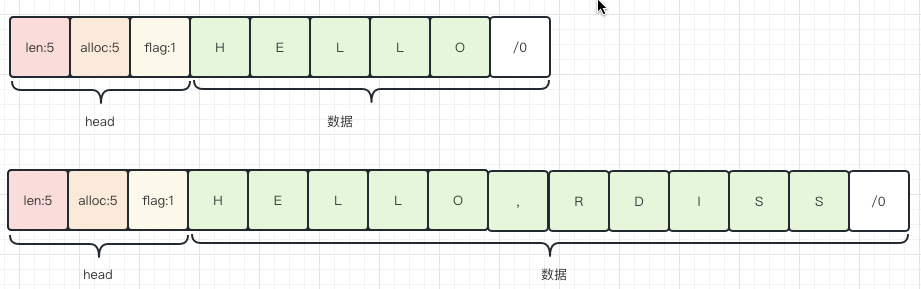 len:5 alloc:5 flag:1 H E L L O /0
head 数据
len:5 alloc:5 flag:1 H E L L O , R D I S S /0
head 数据